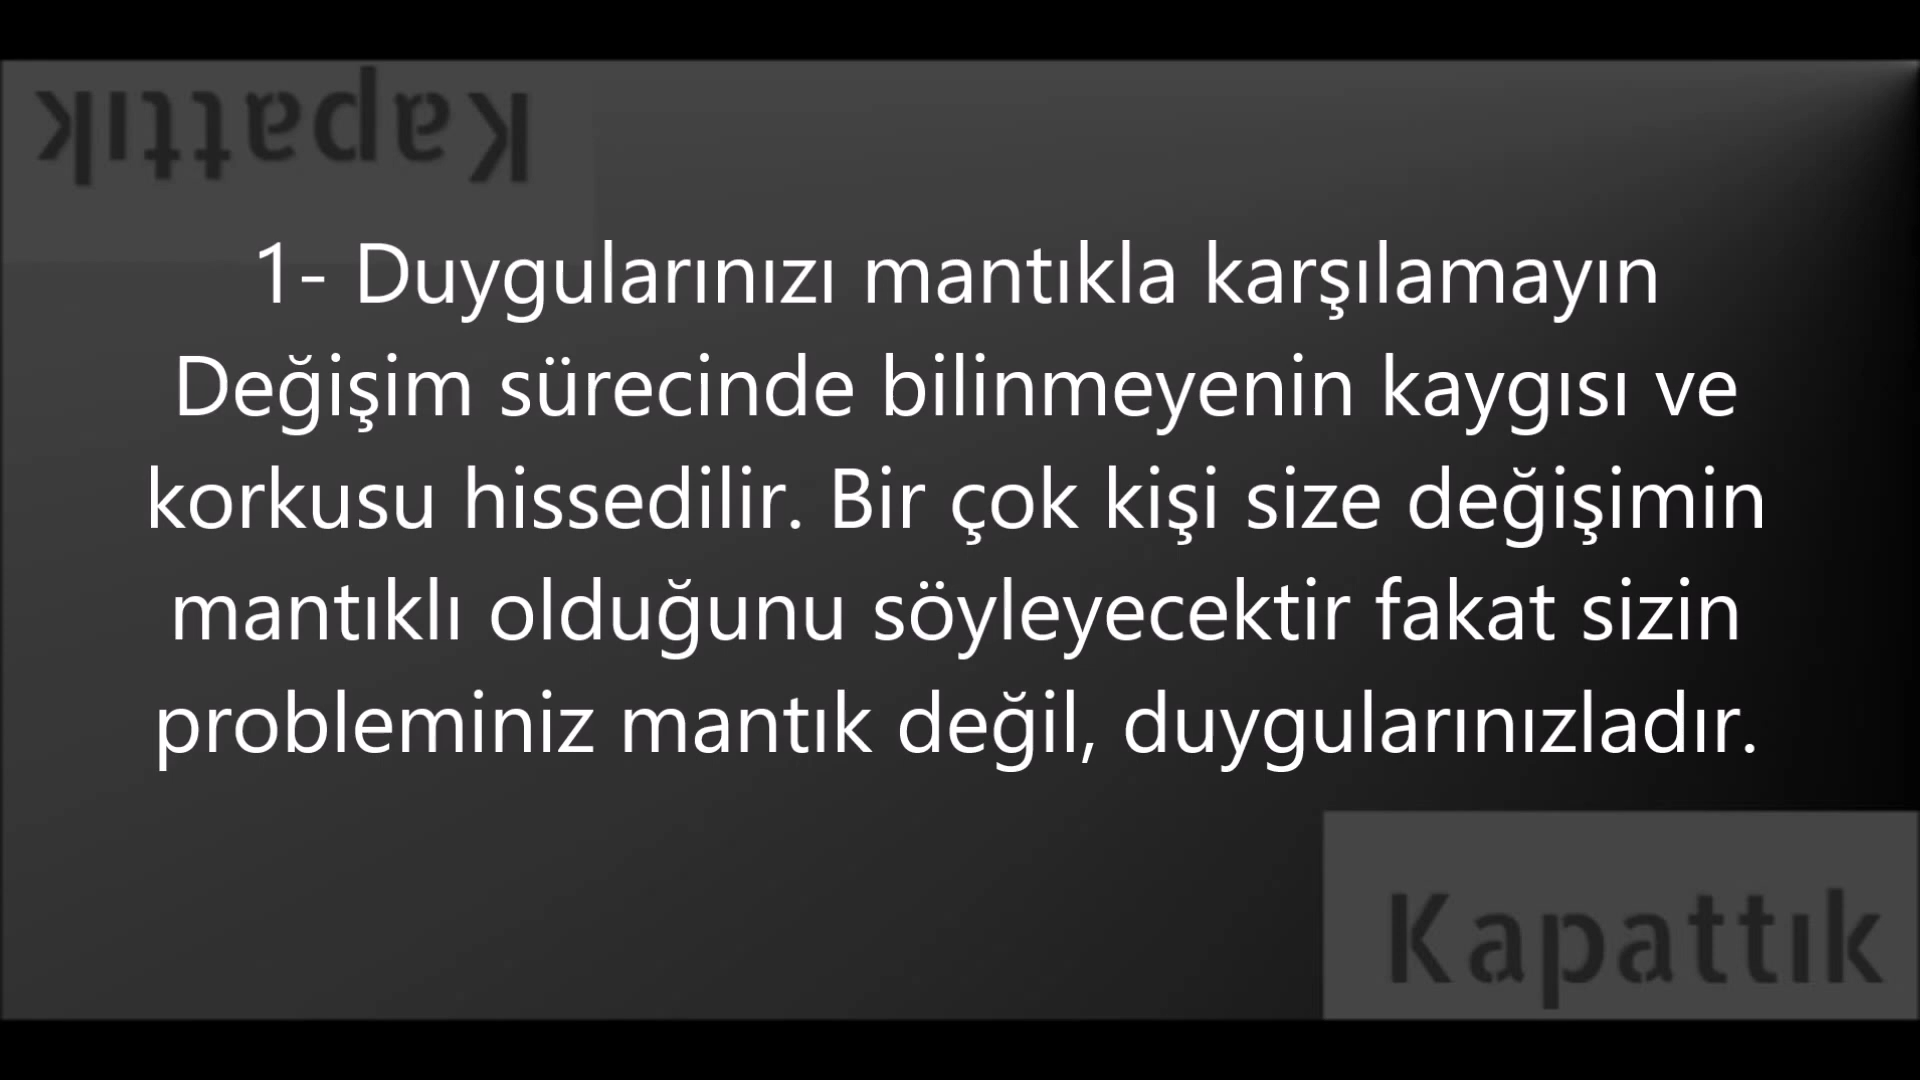 Kapattık
1- Duygularınızı mantıkla karşılamayın
Değişim sürecinde bilinmeyenin kaygısı ve
korkusu hissedilir. Bir çok kişi size değişimin
mantıklı olduğunu söyleyecektir fakat sizin
probleminiz mantık değil, duygularınızladır.
Kapattık